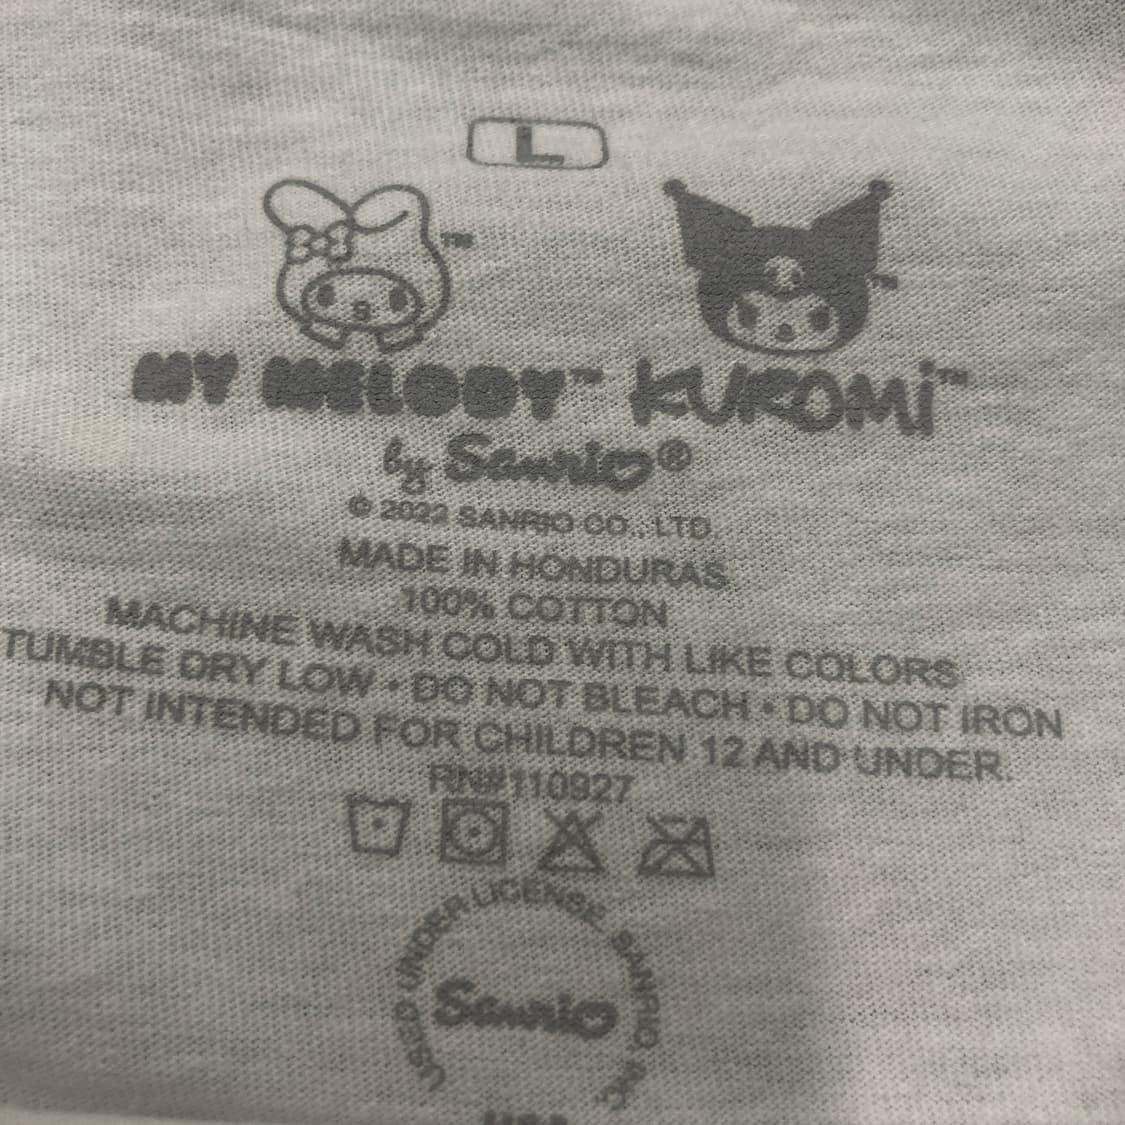 L
MY MELODY™ KUROMI™
by Sanrio®
© 2022 SANRIO CO., LTD.
MADE IN HONDURAS
100% COTTON
MACHINE WASH COLD WITH LIKE COLORS
TUMBLE DRY LOW • DO NOT BLEACH • DO NOT IRON
NOT INTENDED FOR CHILDREN 12 AND UNDER.
RN#110927
USED UNDER LICENSE SANRIO INC.
Sanrio